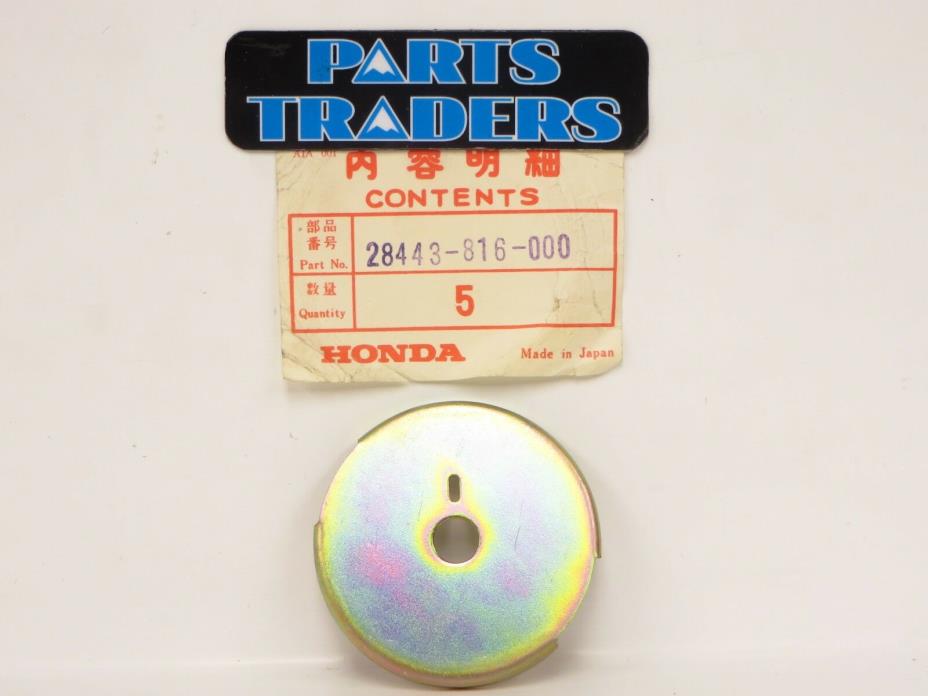 PARTS
TRADERS
内容明細
CONTENTS
部品
番号
Part No.
28443-816-000
数量
Quantity
5
HONDA
Made in Japan